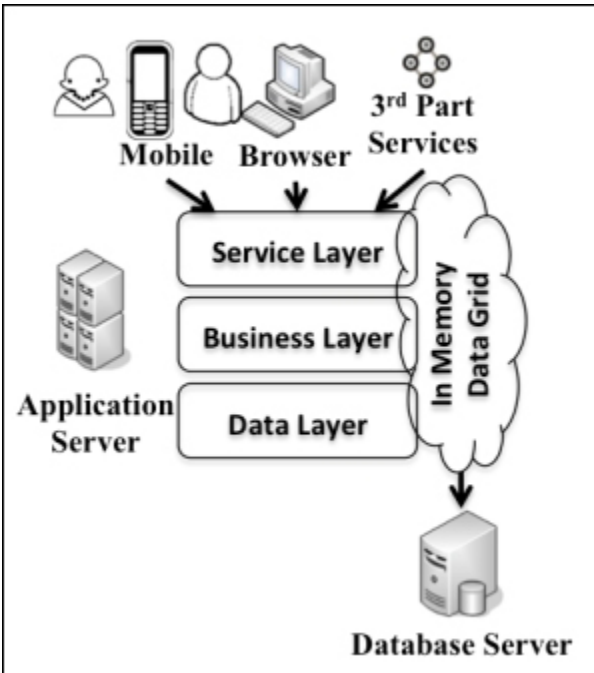 Mobile
Browser
3rd Part
Services
Service Layer
Business Layer
Data Layer
In Memory
Data Grid
Application
Server
Database Server